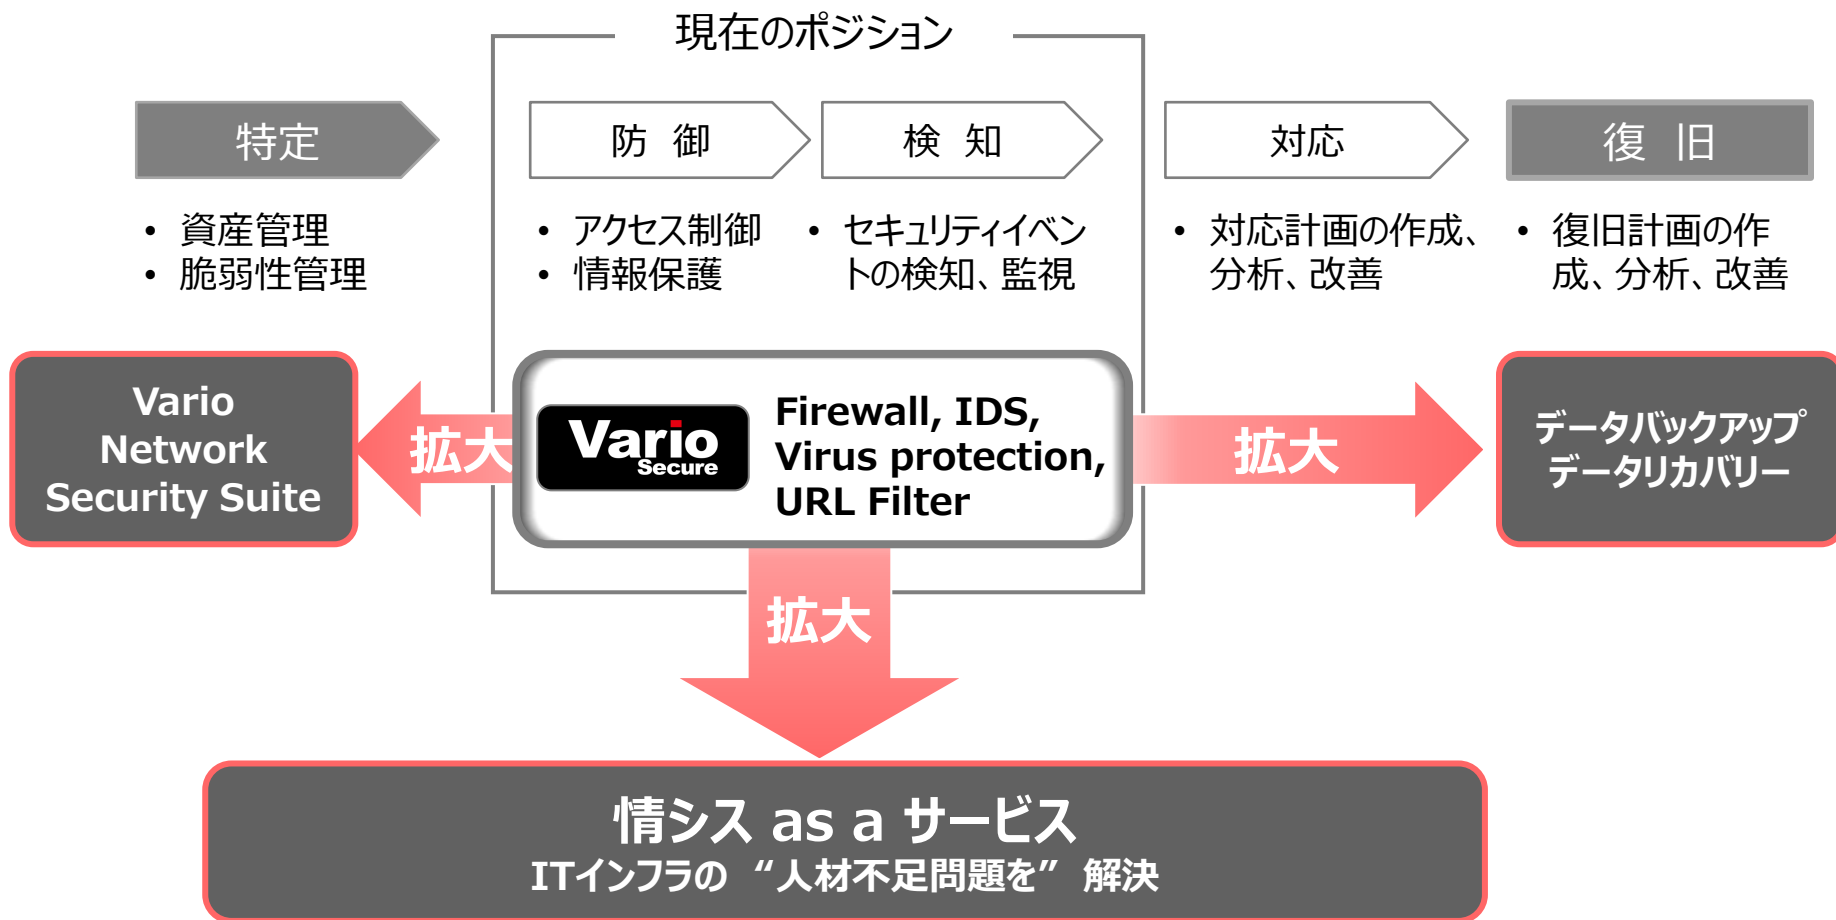 現在のポジション
特定
防 御
検 知
対応
復 旧
• 資産管理
• 脆弱性管理
• アクセス制御
• 情報保護
• セキュリティイベン
トの検知、監視
• 対応計画の作成、
分析、改善
• 復旧計画の作
成、分析、改善
Vario
Network
Security Suite
拡大
Vario
Secure
Firewall, IDS,
Virus protection,
URL Filter
拡大
データバックアップ
データリカバリー
拡大
情シス as a サービス
ITインフラの “人材不足問題を” 解決